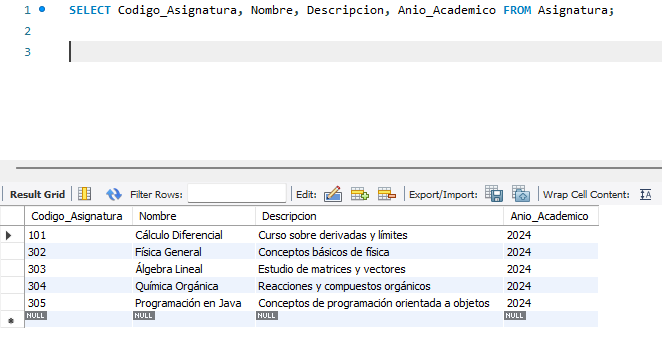 1 SELECT Codigo_Asignatura, Nombre, Descripcion, Anio_Academico FROM Asignatura;
2
3
Result Grid Filter Rows: Edit: Export/Import: Wrap Cell Content: IA
Codigo_Asignatura Nombre Descripcion Anio_Academico
101 Cálculo Diferencial Curso sobre derivadas y límites 2024
302 Física General Conceptos básicos de física 2024
303 Álgebra Lineal Estudio de matrices y vectores 2024
304 Química Orgánica Reacciones y compuestos orgánicos 2024
305 Programación en Java Conceptos de programación orientada a objetos 2024
NULL NULL NULL NULL